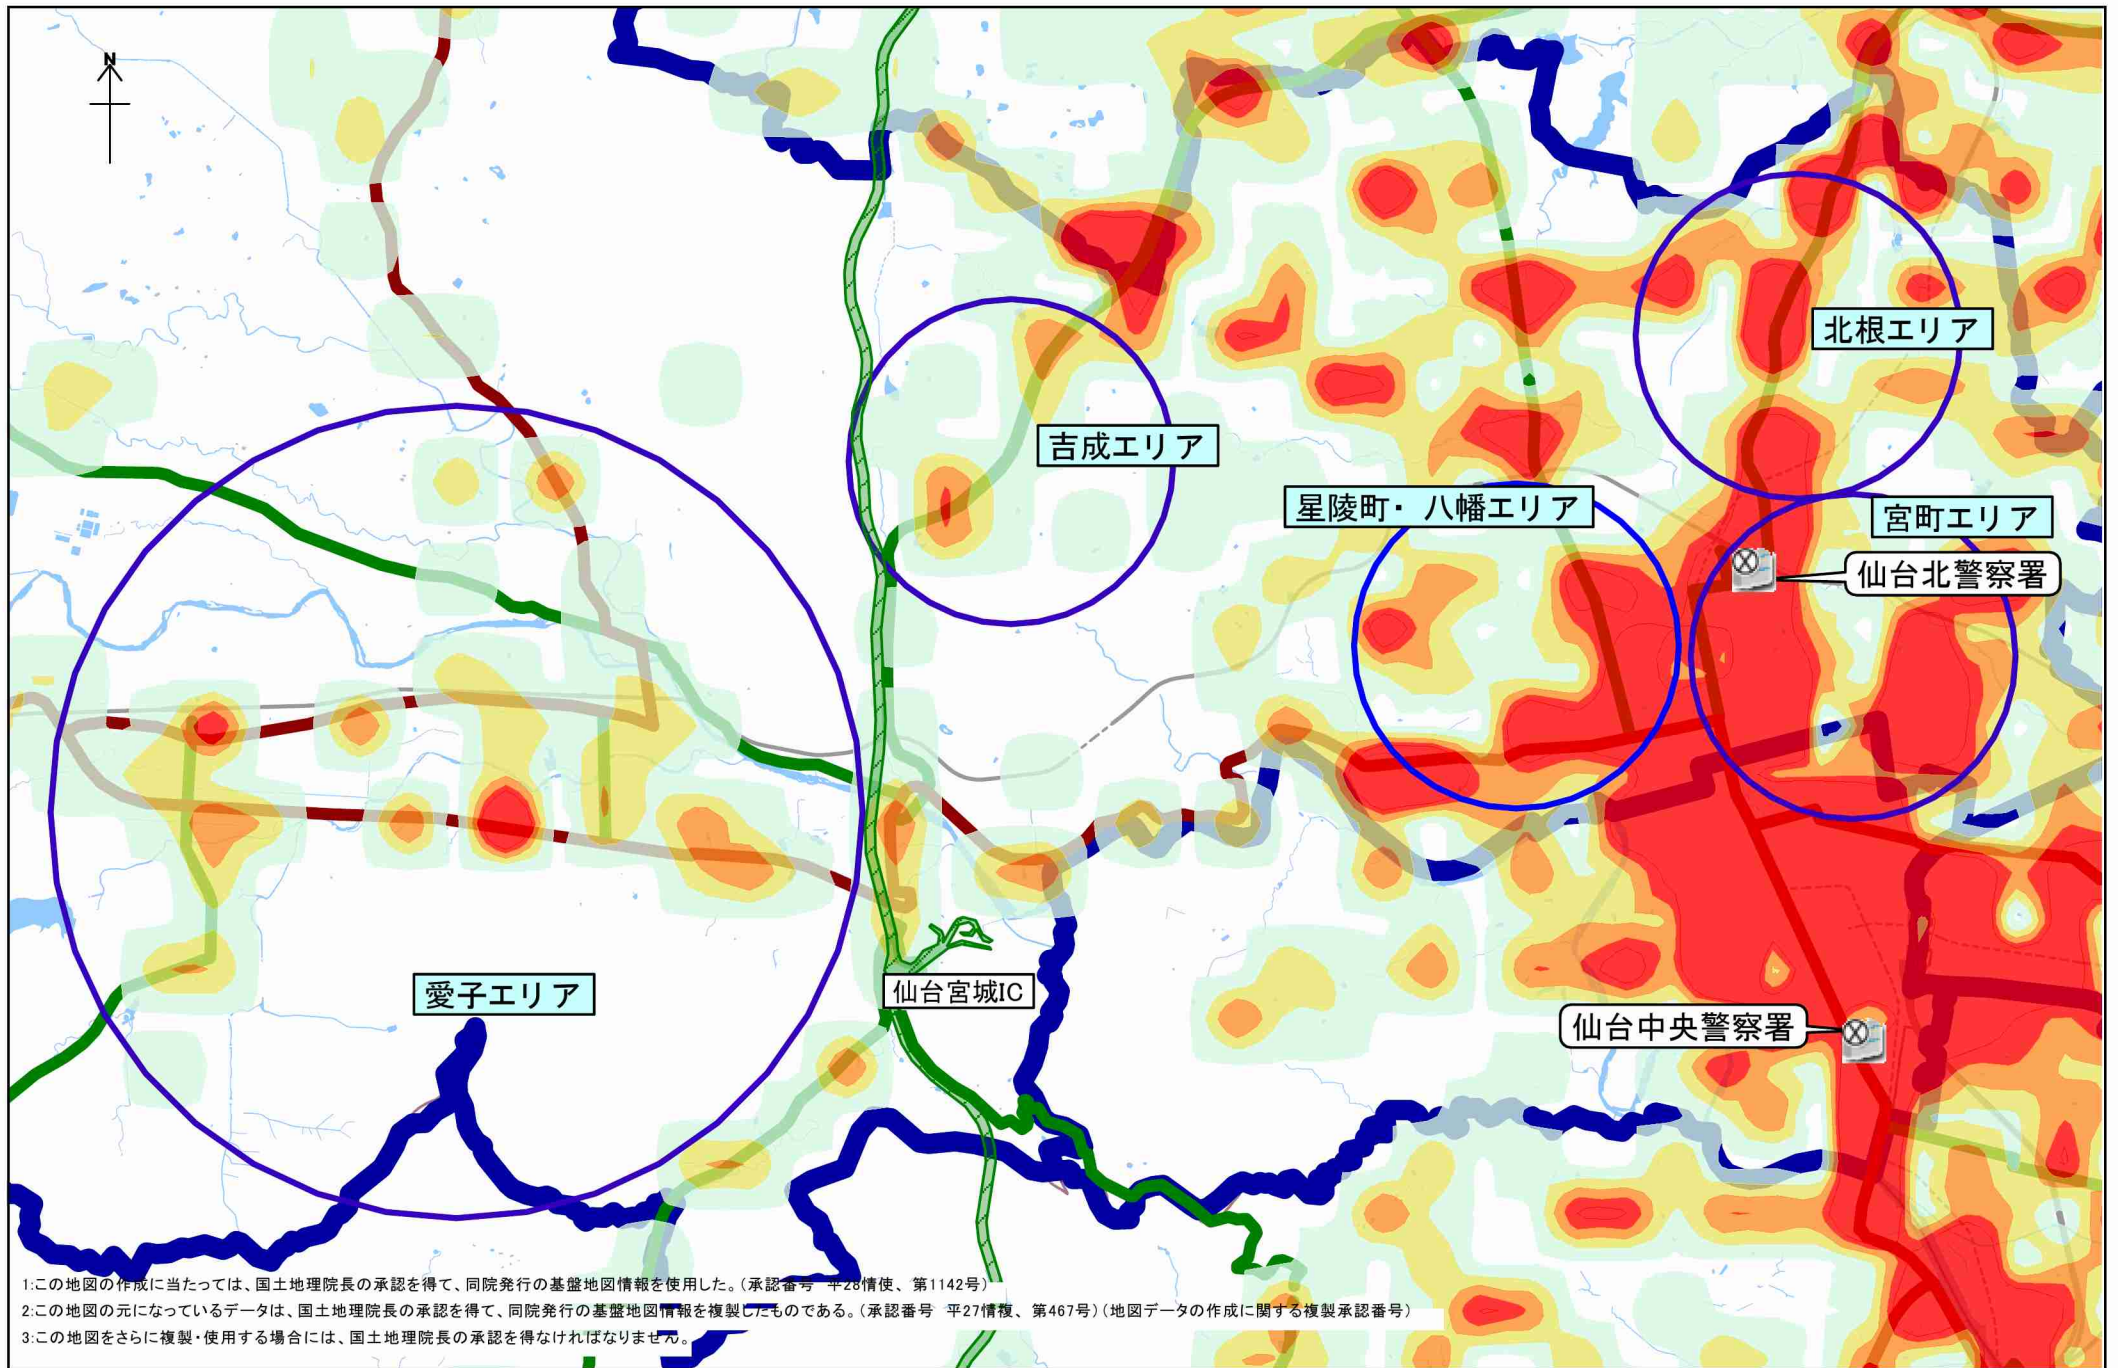 N
北根エリア
吉成エリア
星陵町・八幡エリア
宮町エリア
仙台北警察署
愛子エリア
仙台宮城IC
仙台中央警察署
1:この地図の作成に当たっては、国土地理院長の承認を得て、同院発行の基盤地図情報を使用した。(承認番号 平28情使、第1142号)
2:この地図の元になっているデータは、国土地理院長の承認を得て、同院発行の基盤地図情報を複製したものである。(承認番号 平27情複、第467号)(地図データの作成に関する複製承認番号)
3:この地図をさらに複製・使用する場合には、国土地理院長の承認を得なければなりません。